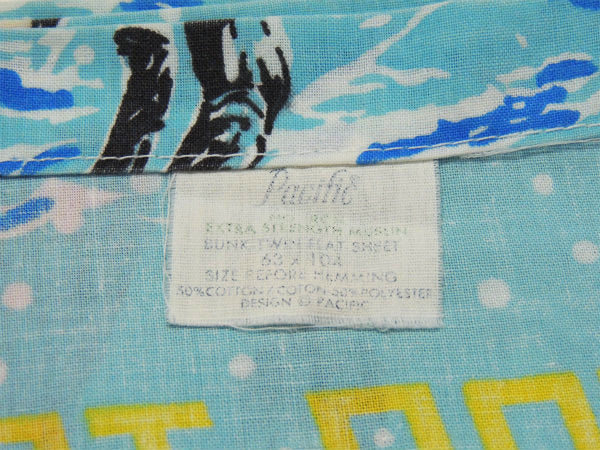 Pacific
EXTRA STRENGTH MUSLIN
BUNK-TWIN FLAT SHEET
63 X 104
SIZE BEFORE HEMMING
50% COTTON/COTON 50% POLYESTER
DESIGN © PACIFIC